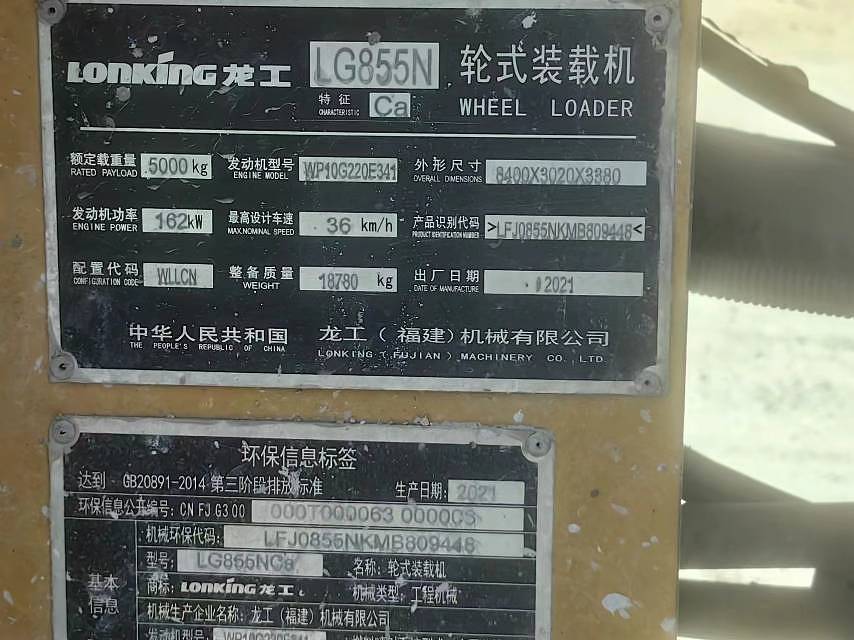 LONKING龙工 LG855N 轮式装载机
特征 CHARACTERISTIC Ca WHEEL LOADER
额定载重量 RATED PAYLOAD 5000 kg 发动机型号 ENGINE MODEL WP10G220E341 外形尺寸 OVERALL DIMENSIONS 8400X3020X3380
发动机功率 ENGINE POWER 162kW 最高设计车速 MAX.NOMINAL SPEED 36 km/h 产品识别代码 PRODUCT IDENTIFICATION NUMBER >LFJ0855NKMB809448<
配置代码 CONFIGURATION CODE WLLCN 整备质量 WEIGHT 18780 kg 出厂日期 DATE OF MANUFACTURE 2021
中华人民共和国 龙工（福建）机械有限公司
THE PEOPLE'S REPUBLIC OF CHINA LONKING (FUJIAN) MACHINERY CO., LTD
环保信息标签
达到 GB20891-2014 第三阶段排放标准 生产日期: 2021
环保信息公开编号: CN FJ G3 00 000T000063 000003
机械环保代码: LFJ0855NKMB809448
型号: LG855NCa 名称: 轮式装载机
基本信息 商标: LONKING龙工 机械类型: 工程机械
机械生产企业名称: 龙工（福建）机械有限公司
发动机型号: WP10G220E341